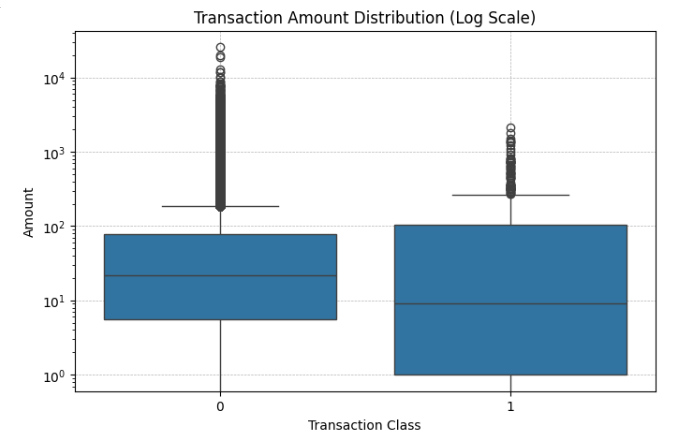 Transaction Amount Distribution (Log Scale)
10⁴
10³
10²
10¹
10⁰
Amount
0
1
Transaction Class